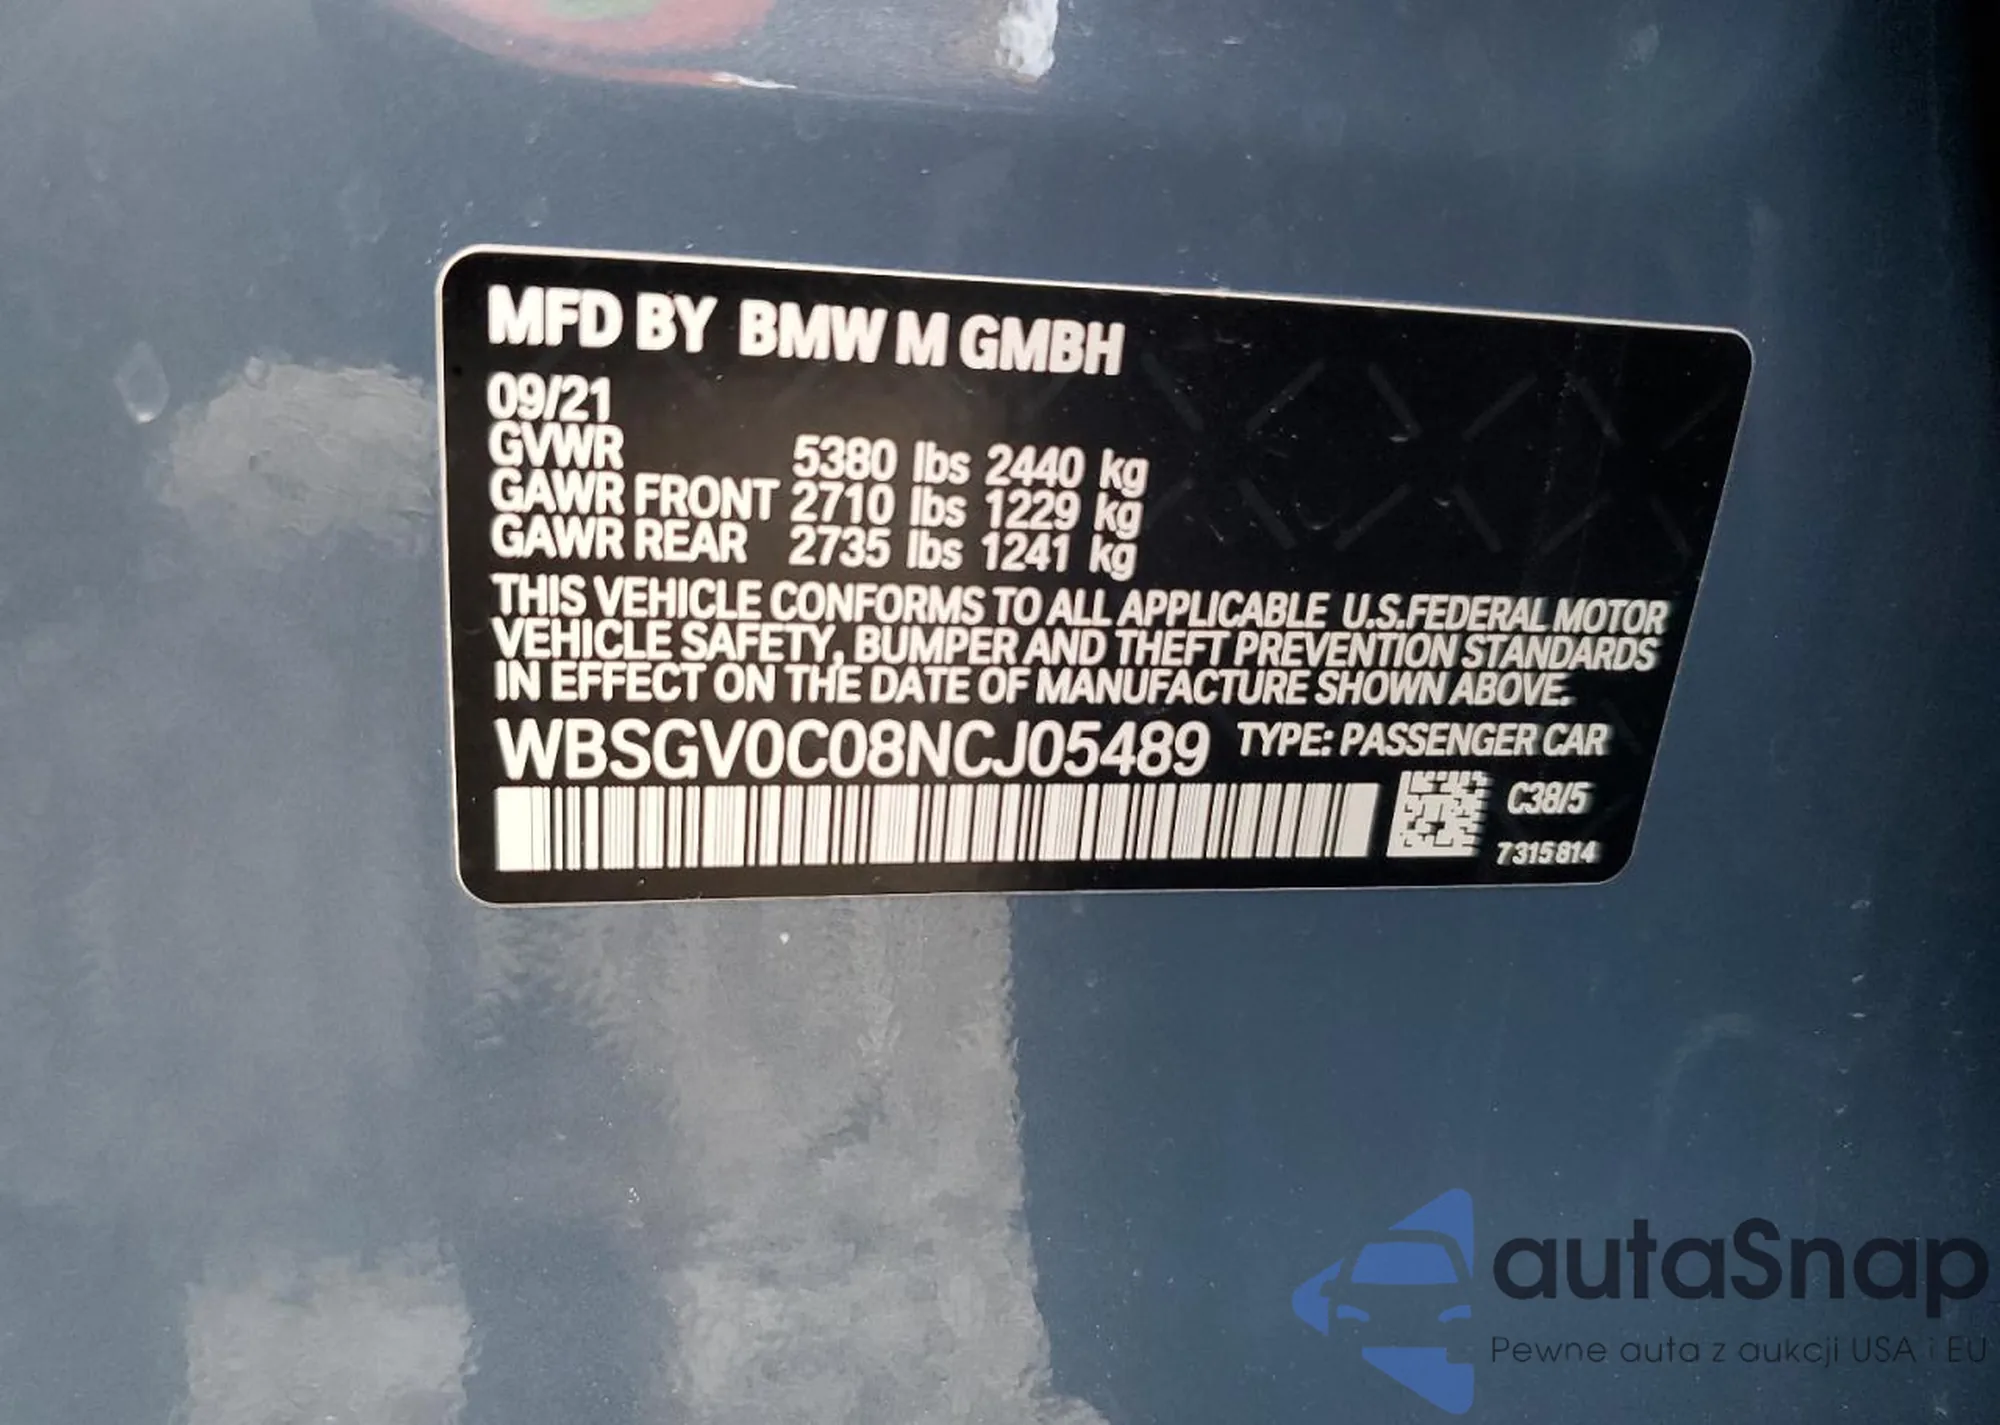 MFD BY BMW M GMBH
09/21
GVWR 5380 lbs 2440 kg
GAWR FRONT 2710 lbs 1229 kg
GAWR REAR 2735 lbs 1241 kg
THIS VEHICLE CONFORMS TO ALL APPLICABLE U.S.FEDERAL MOTOR
VEHICLE SAFETY, BUMPER AND THEFT PREVENTION STANDARDS
IN EFFECT ON THE DATE OF MANUFACTURE SHOWN ABOVE.
WBSGV0C08NCJ05489 TYPE: PASSENGER CAR
C38/5
7315814
autaSnap
Pewne auta z aukcji USA i EU